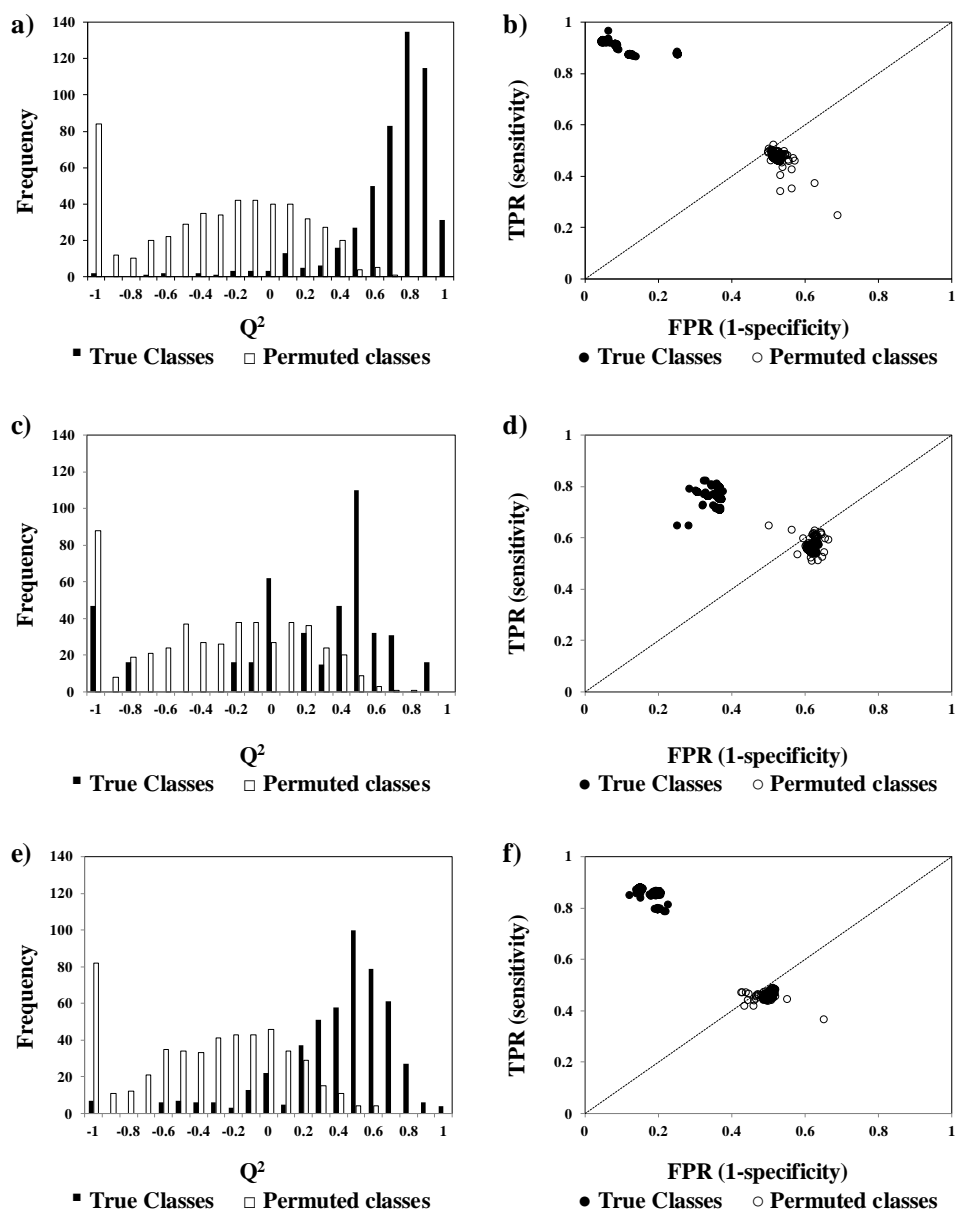 a)
140
120
100
80
60
40
20
0
Frequency
-1 -0.8 -0.6 -0.4 -0.2 0 0.2 0.4 0.6 0.8 1
Q²
True Classes Permuted classes
b)
1
0.8
0.6
0.4
0.2
0
TPR (sensitivity)
0 0.2 0.4 0.6 0.8 1
FPR (1-specificity)
True Classes Permuted classes
c)
140
120
100
80
60
40
20
0
Frequency
-1 -0.8 -0.6 -0.4 -0.2 0 0.2 0.4 0.6 0.8 1
Q²
True Classes Permuted classes
d)
1
0.8
0.6
0.4
0.2
0
TPR (sensitivity)
0 0.2 0.4 0.6 0.8 1
FPR (1-specificity)
True Classes Permuted classes
e)
140
120
100
80
60
40
20
0
Frequency
-1 -0.8 -0.6 -0.4 -0.2 0 0.2 0.4 0.6 0.8 1
Q²
True Classes Permuted classes
f)
1
0.8
0.6
0.4
0.2
0
TPR (sensitivity)
0 0.2 0.4 0.6 0.8 1
FPR (1-specificity)
True Classes Permuted classes